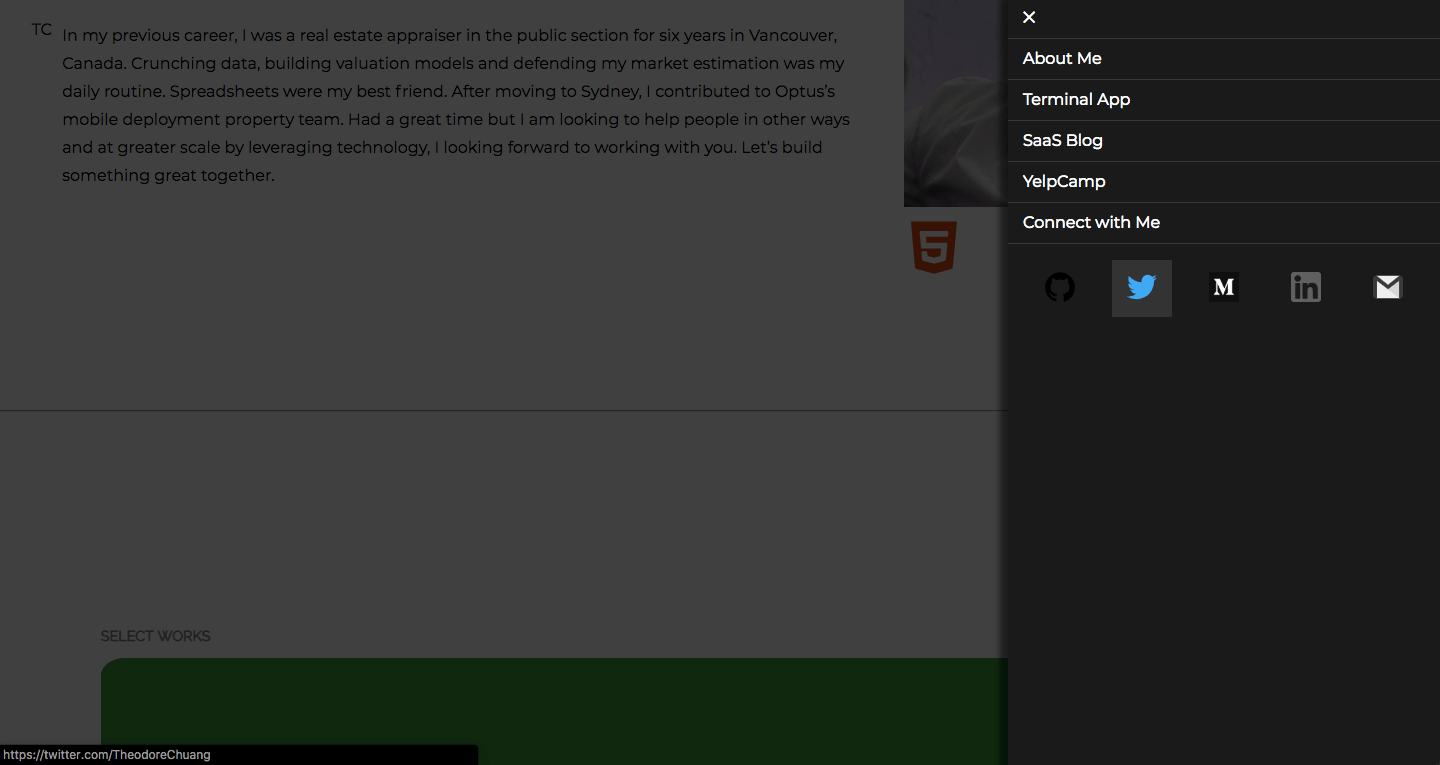 TC
In my previous career, I was a real estate appraiser in the public section for six years in Vancouver,
Canada. Crunching data, building valuation models and defending my market estimation was my
daily routine. Spreadsheets were my best friend. After moving to Sydney, I contributed to Optus’s
mobile deployment property team. Had a great time but I am looking to help people in other ways
and at greater scale by leveraging technology, I looking forward to working with you. Let’s build
something great together.
5
SELECT WORKS
https://twitter.com/TheodoreChuang
✕
About Me
Terminal App
SaaS Blog
YelpCamp
Connect with Me
M
in
M